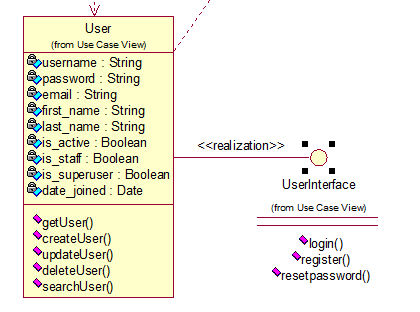 User
(from Use Case View)
username : String
password : String
email : String
first_name : String
last_name : String
is_active : Boolean
is_staff : Boolean
is_superuser : Boolean
date_joined : Date
getUser()
createUser()
updateUser()
deleteUser()
searchUser()
<<realization>>
UserInterface
(from Use Case View)
login()
register()
resetpassword()